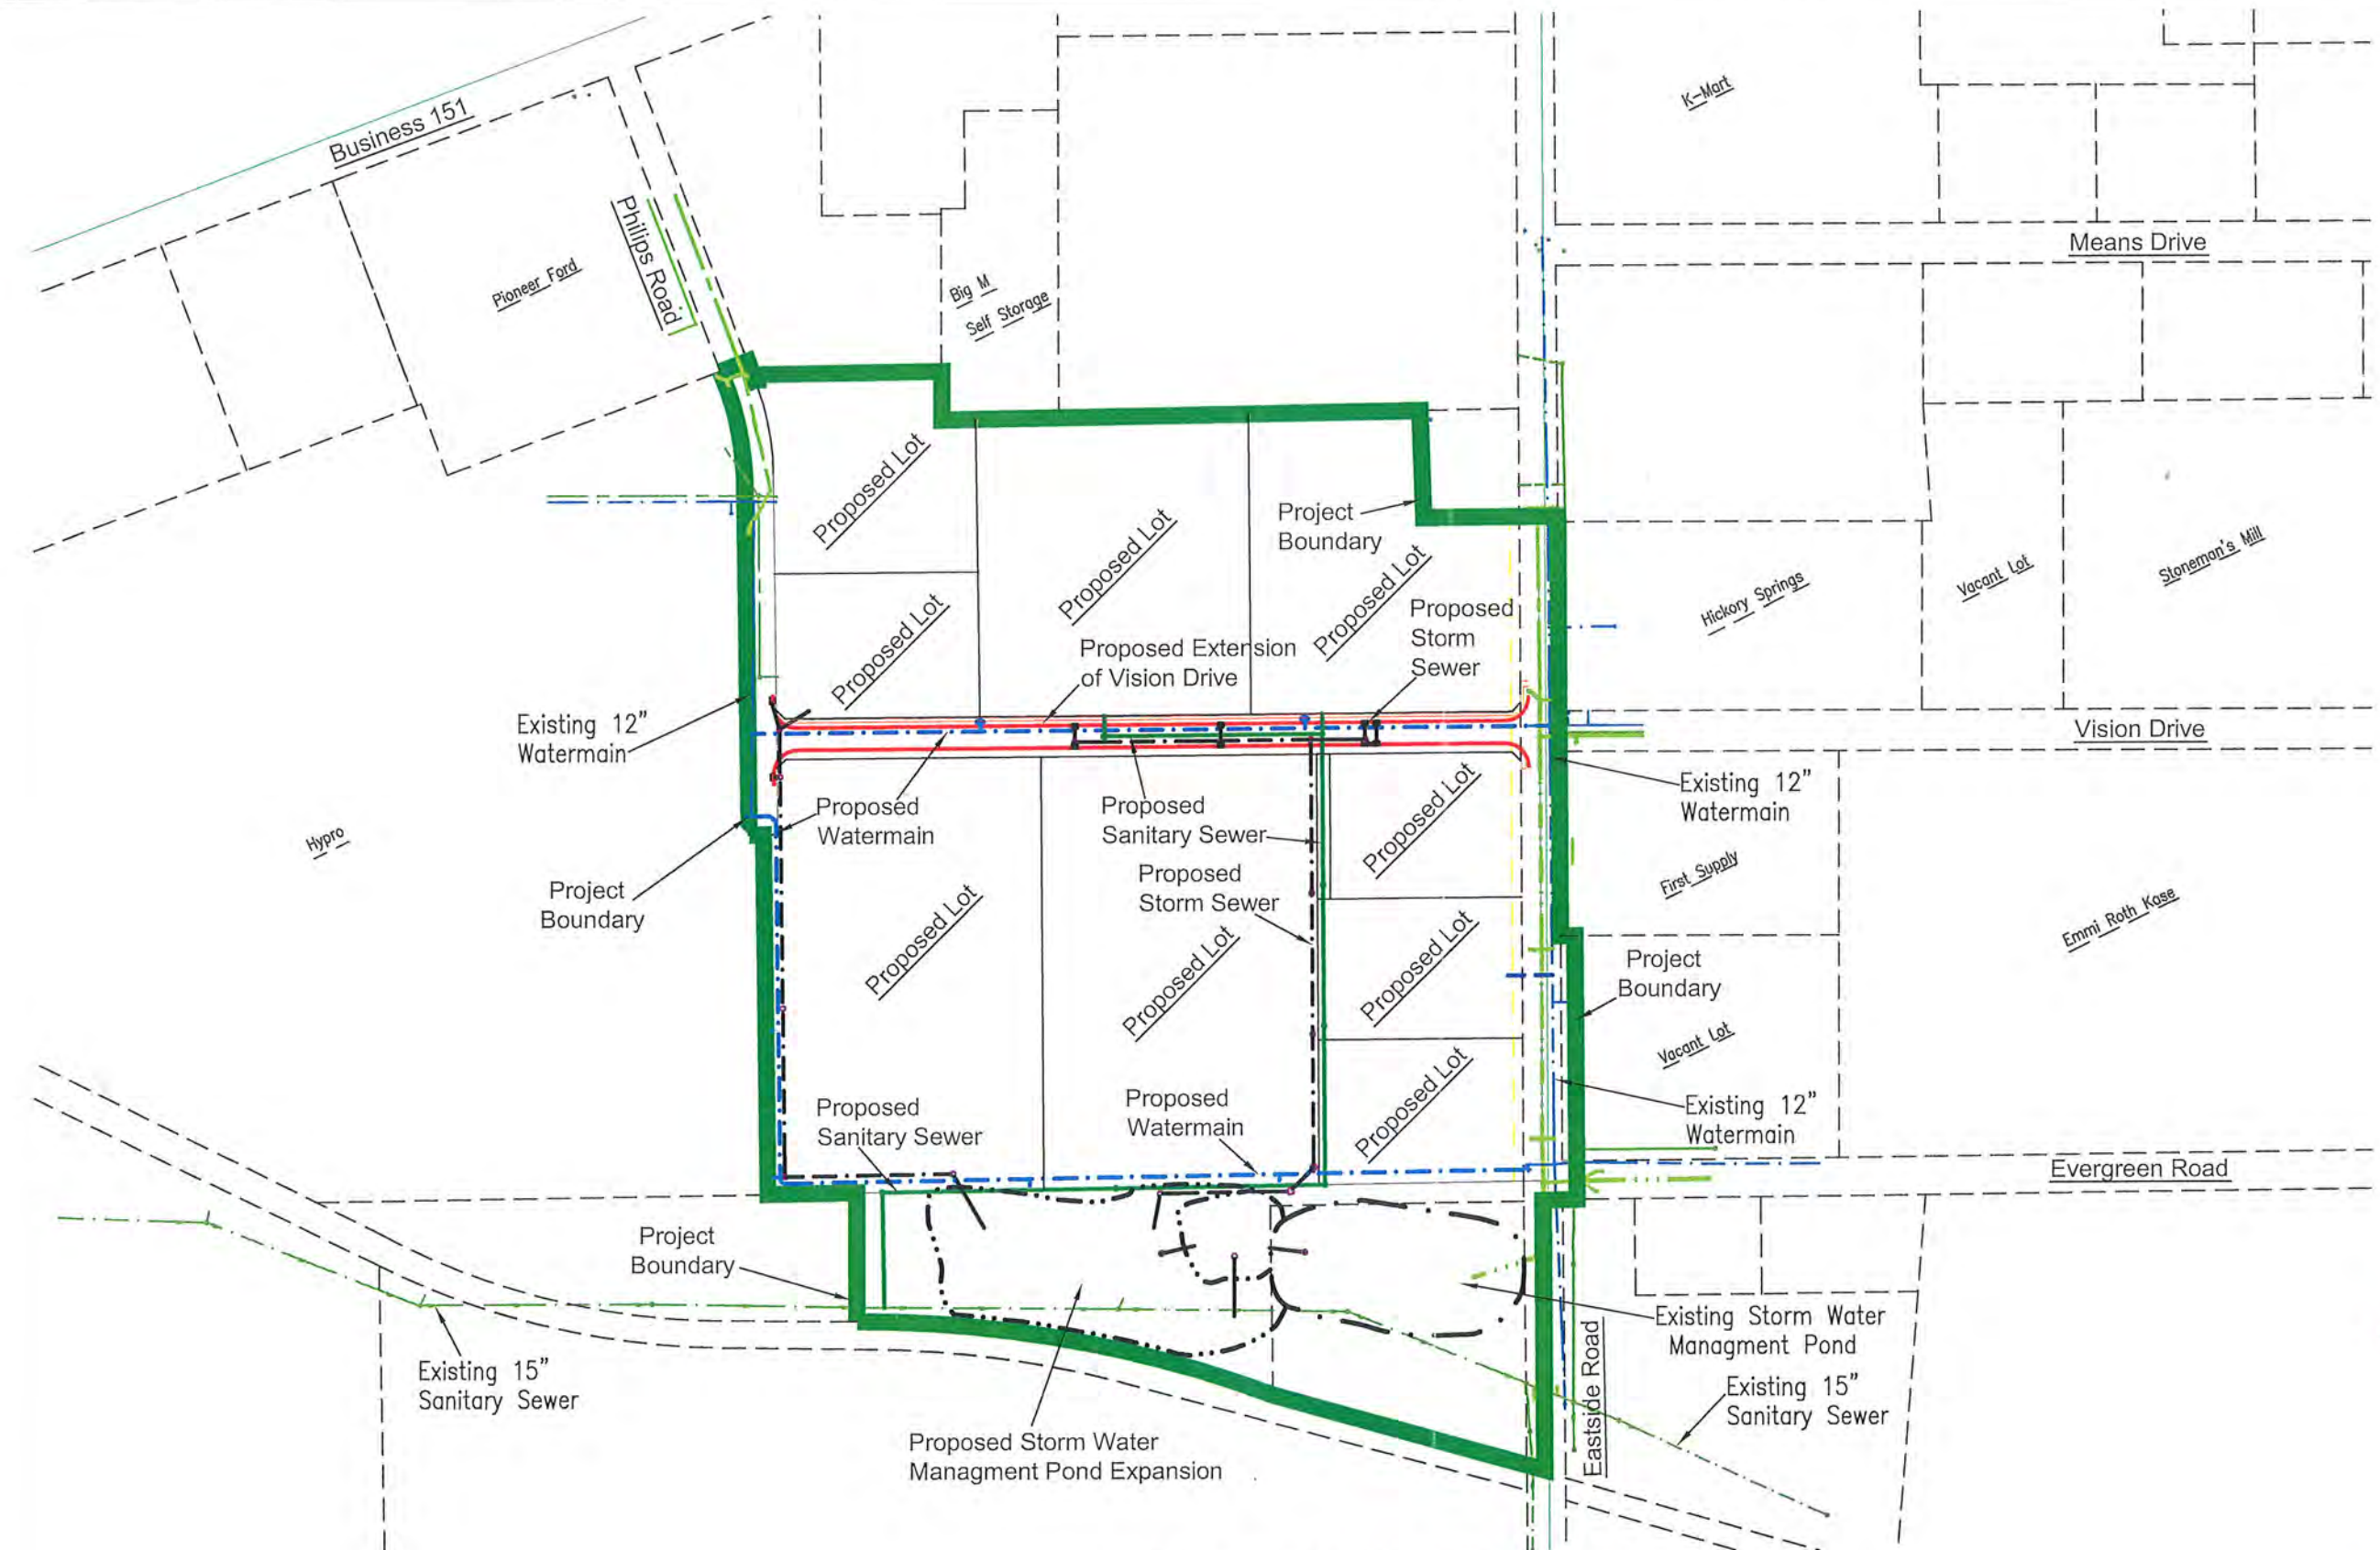 Business 151
K-Mart
Means Drive
Philips Road
Pioneer Ford
Big M
Self Storage
Proposed Lot
Proposed Lot
Project
Boundary
Proposed Lot
Hickory Springs
Vacant Lot
Stoneman's Mill
Proposed Lot
Proposed
Storm
Sewer
Proposed Extension
of Vision Drive
Existing 12"
Watermain
Vision Drive
Proposed
Watermain
Proposed
Sanitary Sewer
Proposed Lot
Existing 12"
Watermain
Hypro
Project
Boundary
Proposed
Storm Sewer
First Supply
Emmi Roth Kase
Proposed Lot
Proposed Lot
Proposed Lot
Project
Boundary
Vacant Lot
Proposed
Sanitary Sewer
Proposed
Watermain
Proposed Lot
Existing 12"
Watermain
Evergreen Road
Project
Boundary
Existing Storm Water
Managment Pond
Existing 15"
Sanitary Sewer
Eastside Road
Existing 15"
Sanitary Sewer
Proposed Storm Water
Managment Pond Expansion